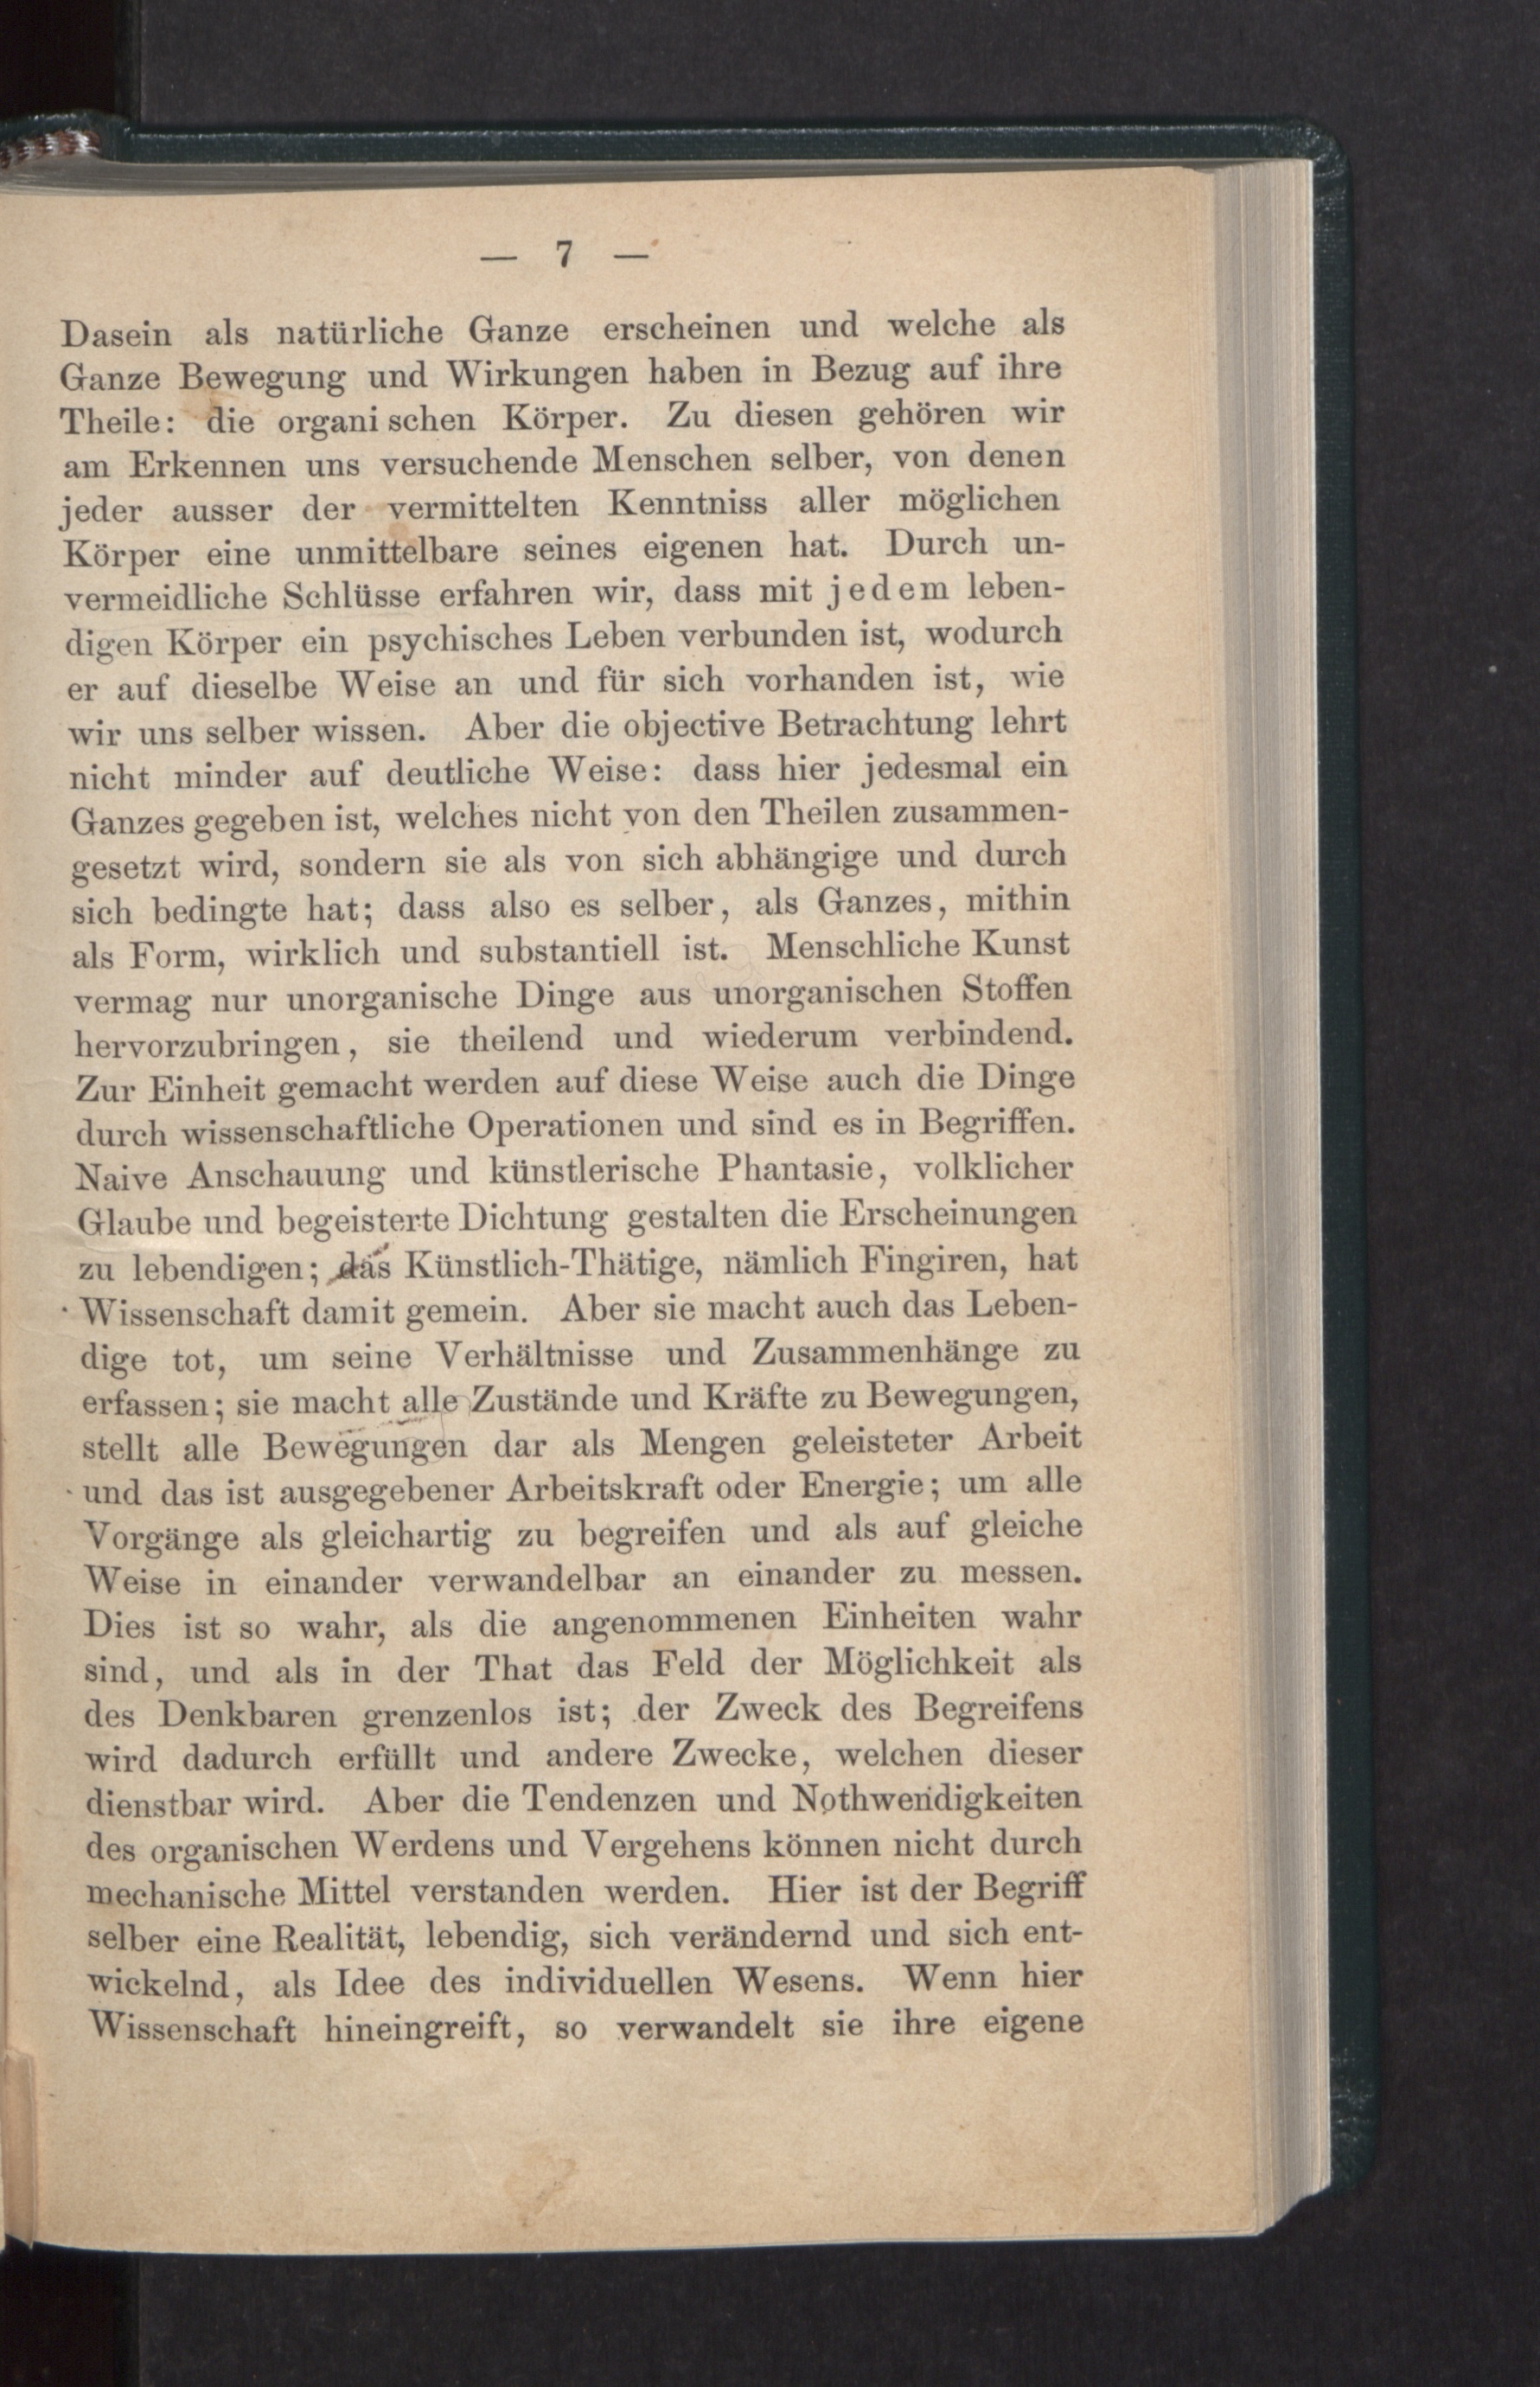 — 7 —
Dasein als natürliche Ganze erscheinen und welche als
Ganze Bewegung und Wirkungen haben in Bezug auf ihre
Theile: die organi schen Körper. Zu diesen gehören wir
am Erkennen uns versuchende Menschen selber, von denen
jeder ausser der vermittelten Kenntniss aller möglichen
Körper eine unmittelbare seines eigenen hat. Durch un-
vermeidliche Schlüsse erfahren wir, dass mit jedem leben-
digen Körper ein psychisches Leben verbunden ist, wodurch
er auf dieselbe Weise an und für sich vorhanden ist, wie
wir uns selber wissen. Aber die objective Betrachtung lehrt
nicht minder auf deutliche Weise: dass hier jedesmal ein
Ganzes gegeben ist, welches nicht von den Theilen zusammen-
gesetzt wird, sondern sie als von sich abhängige und durch
sich bedingte hat; dass also es selber, als Ganzes, mithin
als Form, wirklich und substantiell ist. Menschliche Kunst
vermag nur unorganische Dinge aus unorganischen Stoffen
hervorzubringen, sie theilend und wiederum verbindend.
Zur Einheit gemacht werden auf diese Weise auch die Dinge
durch wissenschaftliche Operationen und sind es in Begriffen.
Naive Anschauung und künstlerische Phantasie, volklicher
Glaube und begeisterte Dichtung gestalten die Erscheinungen
zu lebendigen; das Künstlich-Thätige, nämlich Fingiren, hat
Wissenschaft damit gemein. Aber sie macht auch das Leben-
dige tot, um seine Verhältnisse und Zusammenhänge zu
erfassen; sie macht alle Zustände und Kräfte zu Bewegungen,
stellt alle Bewegungen dar als Mengen geleisteter Arbeit
und das ist ausgegebener Arbeitskraft oder Energie; um alle
Vorgänge als gleichartig zu begreifen und als auf gleiche
Weise in einander verwandelbar an einander zu messen.
Dies ist so wahr, als die angenommenen Einheiten wahr
sind, und als in der That das Feld der Möglichkeit als
des Denkbaren grenzenlos ist; der Zweck des Begreifens
wird dadurch erfüllt und andere Zwecke, welchen dieser
dienstbar wird. Aber die Tendenzen und Nothwendigkeiten
des organischen Werdens und Vergehens können nicht durch
mechanische Mittel verstanden werden. Hier ist der Begriff
selber eine Realität, lebendig, sich verändernd und sich ent-
wickelnd, als Idee des individuellen Wesens. Wenn hier
Wissenschaft hineingreift, so verwandelt sie ihre eigene